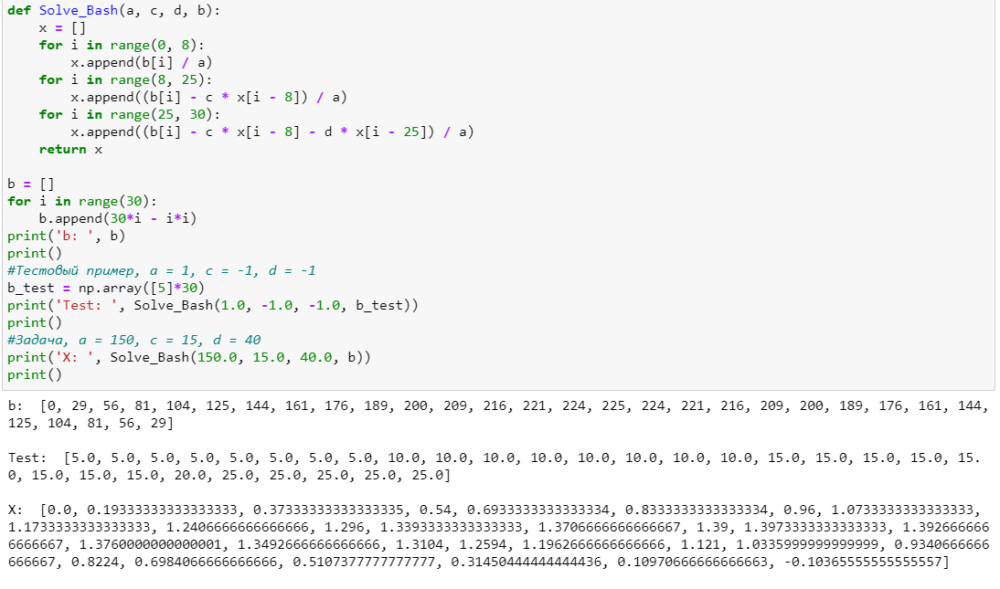 def Solve_Bash(a, c, d, b):
    x = []
    for i in range(0, 8):
        x.append(b[i] / a)
    for i in range(8, 25):
        x.append((b[i] - c * x[i - 8]) / a)
    for i in range(25, 30):
        x.append((b[i] - c * x[i - 8] - d * x[i - 25]) / a)
    return x
b = []
for i in range(30):
    b.append(30*i - i*i)
print('b: ', b)
print()
#Тестовый пример, a = 1, c = -1, d = -1
b_test = np.array([5]*30)
print('Test: ', Solve_Bash(1.0, -1.0, -1.0, b_test))
print()
#Задача, a = 150, c = 15, d = 40
print('X: ', Solve_Bash(150.0, 15.0, 40.0, b))
print()
b:  [0, 29, 56, 81, 104, 125, 144, 161, 176, 189, 200, 209, 216, 221, 224, 225, 224, 221, 216, 209, 200, 189, 176, 161, 144,
125, 104, 81, 56, 29]
Test:  [5.0, 5.0, 5.0, 5.0, 5.0, 5.0, 5.0, 5.0, 10.0, 10.0, 10.0, 10.0, 10.0, 10.0, 10.0, 10.0, 15.0, 15.0, 15.0, 15.0, 15.
0, 15.0, 15.0, 15.0, 20.0, 25.0, 25.0, 25.0, 25.0, 25.0]
X:  [0.0, 0.19333333333333333, 0.37333333333333335, 0.54, 0.6933333333333334, 0.8333333333333334, 0.96, 1.0733333333333333,
1.1733333333333333, 1.2406666666666666, 1.296, 1.3393333333333333, 1.3706666666666667, 1.39, 1.3973333333333333, 1.392666666
6666667, 1.3760000000000001, 1.3492666666666666, 1.3104, 1.2594, 1.1962666666666666, 1.121, 1.0335999999999999, 0.9340666666
666667, 0.8224, 0.6984066666666666, 0.5107377777777777, 0.31450444444444436, 0.10970666666666663, -0.10365555555555557]